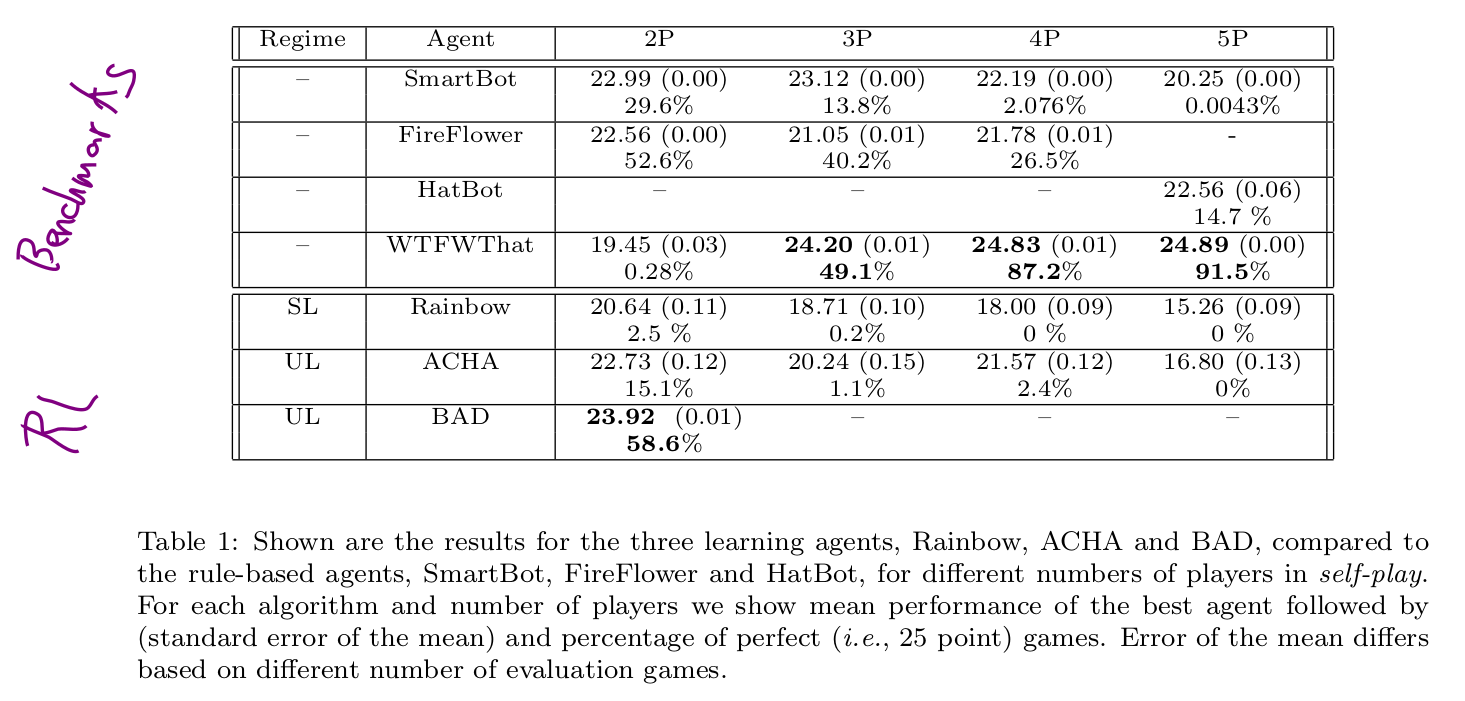 Regime Agent 2P 3P 4P 5P
– SmartBot 22.99 (0.00) 23.12 (0.00) 22.19 (0.00) 20.25 (0.00)
29.6% 13.8% 2.076% 0.0043%
– FireFlower 22.56 (0.00) 21.05 (0.01) 21.78 (0.01) -
52.6% 40.2% 26.5%
– HatBot – – – 22.56 (0.06)
14.7 %
– WTFWThat 19.45 (0.03) 24.20 (0.01) 24.83 (0.01) 24.89 (0.00)
0.28% 49.1% 87.2% 91.5%
Benchmarks
SL Rainbow 20.64 (0.11) 18.71 (0.10) 18.00 (0.09) 15.26 (0.09)
2.5 % 0.2% 0 % 0 %
UL ACHA 22.73 (0.12) 20.24 (0.15) 21.57 (0.12) 16.80 (0.13)
15.1% 1.1% 2.4% 0%
UL BAD 23.92 (0.01) – – –
58.6%
RL
Table 1: Shown are the results for the three learning agents, Rainbow, ACHA and BAD, compared to
the rule-based agents, SmartBot, FireFlower and HatBot, for different numbers of players in self-play.
For each algorithm and number of players we show mean performance of the best agent followed by
(standard error of the mean) and percentage of perfect (i.e., 25 point) games. Error of the mean differs
based on different number of evaluation games.